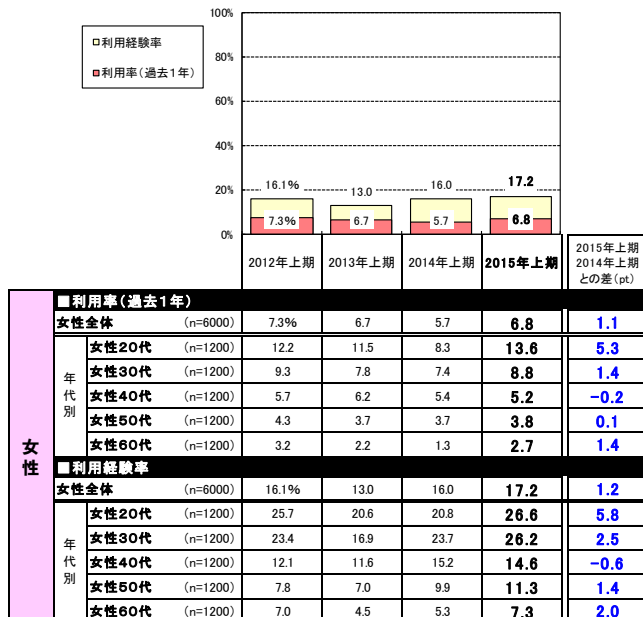 100%
80%
60%
40%
20%
0%
利用経験率
利用率(過去1年)
16.1% 13.0 16.0 17.2
7.3% 6.7 5.7 6.8
2012年上期 2013年上期 2014年上期 2015年上期
2015年上期
2014年上期
との差(pt)
女性
■利用率(過去1年)
女性全体 (n=6000) 7.3% 6.7 5.7 6.8 1.1
年代別
女性20代 (n=1200) 12.2 11.5 8.3 13.6 5.3
女性30代 (n=1200) 9.3 7.8 7.4 8.8 1.4
女性40代 (n=1200) 5.7 6.2 5.4 5.2 -0.2
女性50代 (n=1200) 4.3 3.7 3.7 3.8 0.1
女性60代 (n=1200) 3.2 2.2 1.3 2.7 1.4
■利用経験率
女性全体 (n=6000) 16.1% 13.0 16.0 17.2 1.2
年代別
女性20代 (n=1200) 25.7 20.6 20.8 26.6 5.8
女性30代 (n=1200) 23.4 16.9 23.7 26.2 2.5
女性40代 (n=1200) 12.1 11.6 15.2 14.6 -0.6
女性50代 (n=1200) 7.8 7.0 9.9 11.3 1.4
女性60代 (n=1200) 7.0 4.5 5.3 7.3 2.0